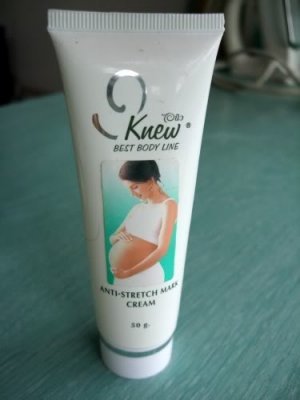 Knew ®
BEST BODY LINE
ANTI-STRETCH MARK
CREAM
50 g.